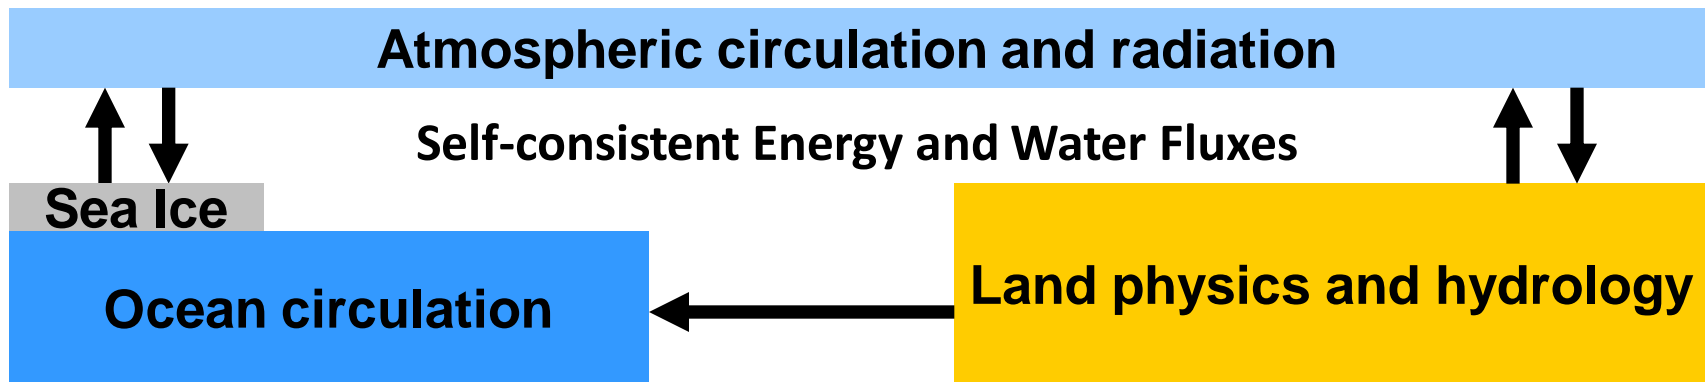 Atmospheric circulation and radiation
Self-consistent Energy and Water Fluxes
Sea Ice
Land physics and hydrology
Ocean circulation